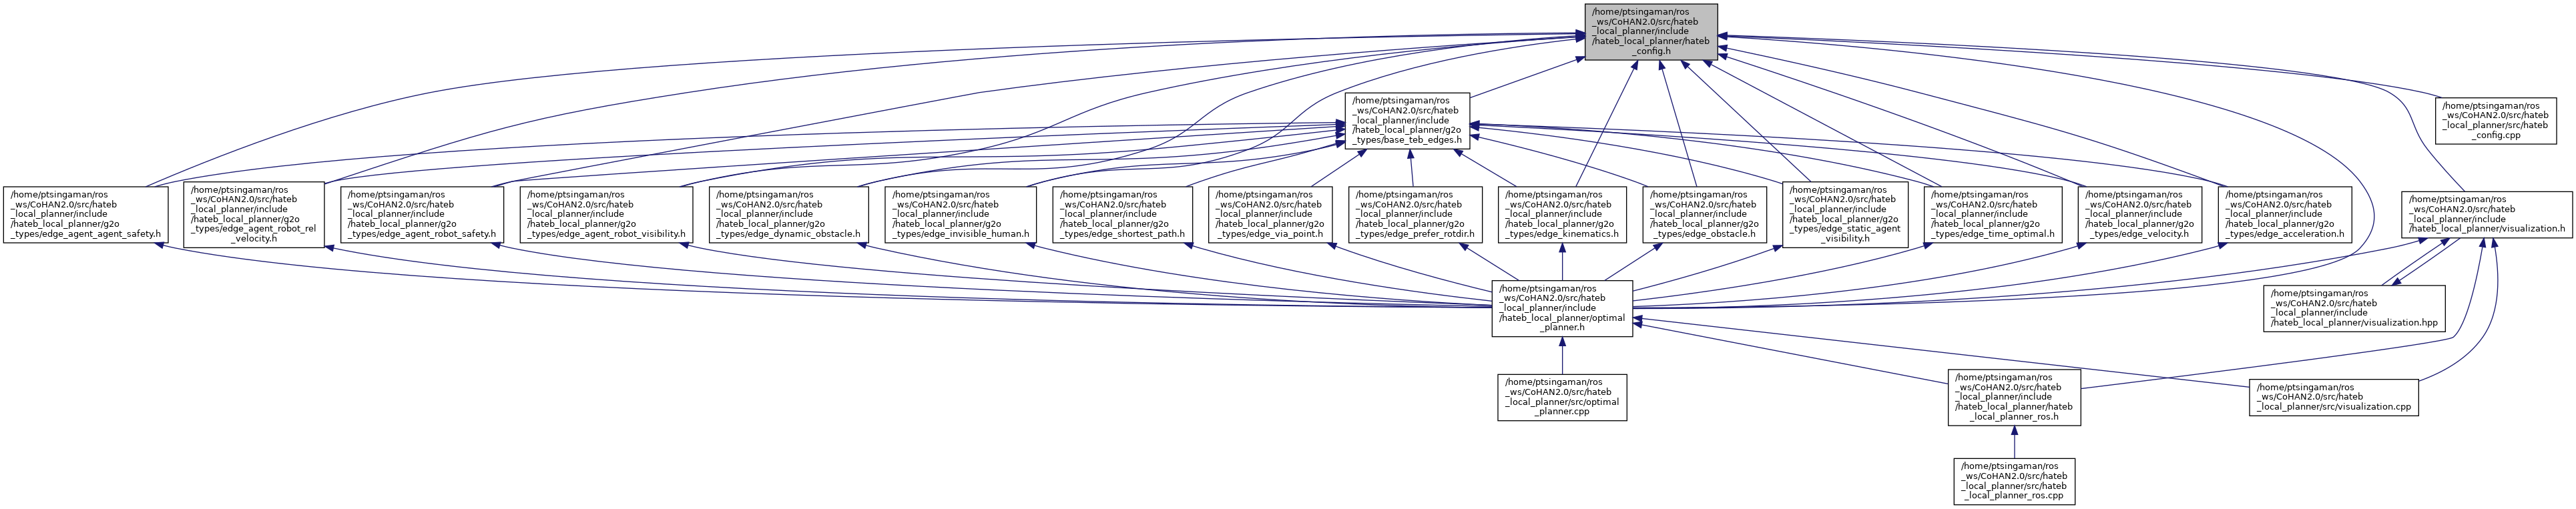 /home/ptsingaman/ros
_ws/CoHAN2.0/src/hateb
_local_planner/include
/hateb_local_planner/hateb
_config.h
/home/ptsingaman/ros
_ws/CoHAN2.0/src/hateb
_local_planner/include
/hateb_local_planner/g2o
_types/base_teb_edges.h
/home/ptsingaman/ros
_ws/CoHAN2.0/src/hateb
_local_planner/src/hateb
_config.cpp
/home/ptsingaman/ros
_ws/CoHAN2.0/src/hateb
_local_planner/include
/hateb_local_planner/g2o
_types/edge_agent_agent_safety.h
/home/ptsingaman/ros
_ws/CoHAN2.0/src/hateb
_local_planner/include
/hateb_local_planner/g2o
_types/edge_agent_robot_rel
_velocity.h
/home/ptsingaman/ros
_ws/CoHAN2.0/src/hateb
_local_planner/include
/hateb_local_planner/g2o
_types/edge_agent_robot_safety.h
/home/ptsingaman/ros
_ws/CoHAN2.0/src/hateb
_local_planner/include
/hateb_local_planner/g2o
_types/edge_agent_robot_visibility.h
/home/ptsingaman/ros
_ws/CoHAN2.0/src/hateb
_local_planner/include
/hateb_local_planner/g2o
_types/edge_dynamic_obstacle.h
/home/ptsingaman/ros
_ws/CoHAN2.0/src/hateb
_local_planner/include
/hateb_local_planner/g2o
_types/edge_invisible_human.h
/home/ptsingaman/ros
_ws/CoHAN2.0/src/hateb
_local_planner/include
/hateb_local_planner/g2o
_types/edge_shortest_path.h
/home/ptsingaman/ros
_ws/CoHAN2.0/src/hateb
_local_planner/include
/hateb_local_planner/g2o
_types/edge_via_point.h
/home/ptsingaman/ros
_ws/CoHAN2.0/src/hateb
_local_planner/include
/hateb_local_planner/g2o
_types/edge_prefer_rotdir.h
/home/ptsingaman/ros
_ws/CoHAN2.0/src/hateb
_local_planner/include
/hateb_local_planner/g2o
_types/edge_kinematics.h
/home/ptsingaman/ros
_ws/CoHAN2.0/src/hateb
_local_planner/include
/hateb_local_planner/g2o
_types/edge_obstacle.h
/home/ptsingaman/ros
_ws/CoHAN2.0/src/hateb
_local_planner/include
/hateb_local_planner/g2o
_types/edge_static_agent
_visibility.h
/home/ptsingaman/ros
_ws/CoHAN2.0/src/hateb
_local_planner/include
/hateb_local_planner/g2o
_types/edge_time_optimal.h
/home/ptsingaman/ros
_ws/CoHAN2.0/src/hateb
_local_planner/include
/hateb_local_planner/g2o
_types/edge_velocity.h
/home/ptsingaman/ros
_ws/CoHAN2.0/src/hateb
_local_planner/include
/hateb_local_planner/g2o
_types/edge_acceleration.h
/home/ptsingaman/ros
_ws/CoHAN2.0/src/hateb
_local_planner/include
/hateb_local_planner/visualization.h
/home/ptsingaman/ros
_ws/CoHAN2.0/src/hateb
_local_planner/include
/hateb_local_planner/optimal
_planner.h
/home/ptsingaman/ros
_ws/CoHAN2.0/src/hateb
_local_planner/include
/hateb_local_planner/visualization.hpp
/home/ptsingaman/ros
_ws/CoHAN2.0/src/hateb
_local_planner/src/optimal
_planner.cpp
/home/ptsingaman/ros
_ws/CoHAN2.0/src/hateb
_local_planner/include
/hateb_local_planner/hateb
_local_planner_ros.h
/home/ptsingaman/ros
_ws/CoHAN2.0/src/hateb
_local_planner/src/visualization.cpp
/home/ptsingaman/ros
_ws/CoHAN2.0/src/hateb
_local_planner/src/hateb
_local_planner_ros.cpp